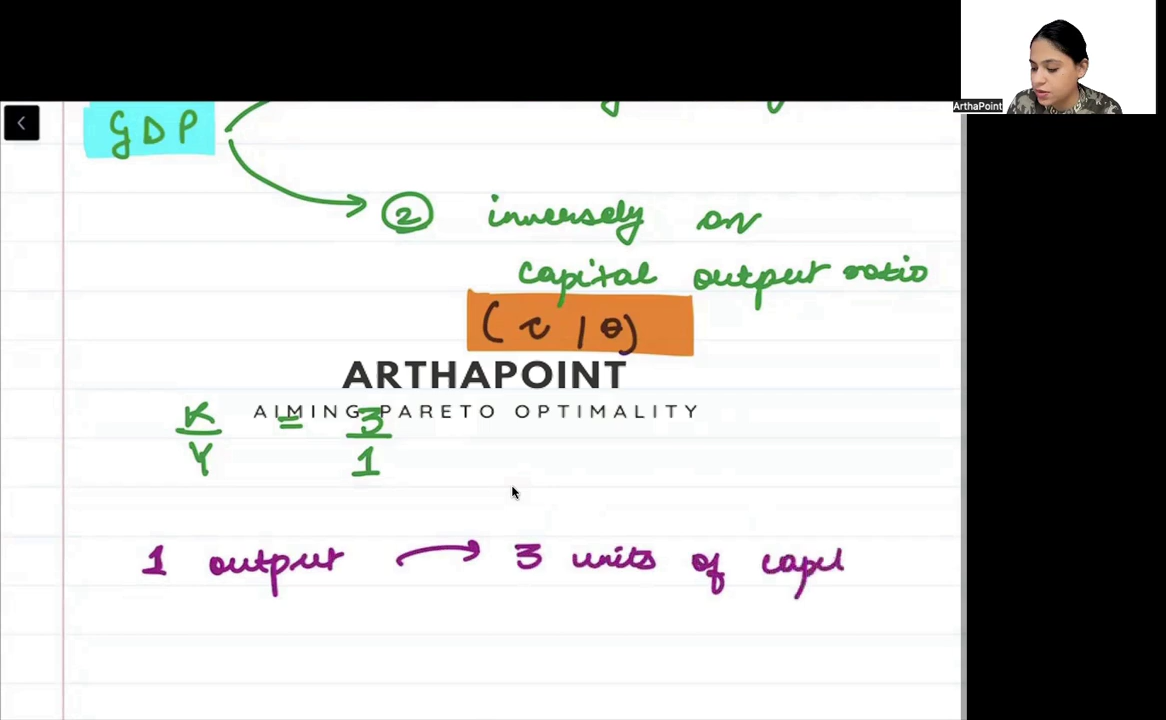 ArthaPoint
GDP
② inversely on
capital output ratio
( τ / θ )
ARTHAPOINT
AIMING PARETO OPTIMALITY
K/Y = 3/1
1 output → 3 units of